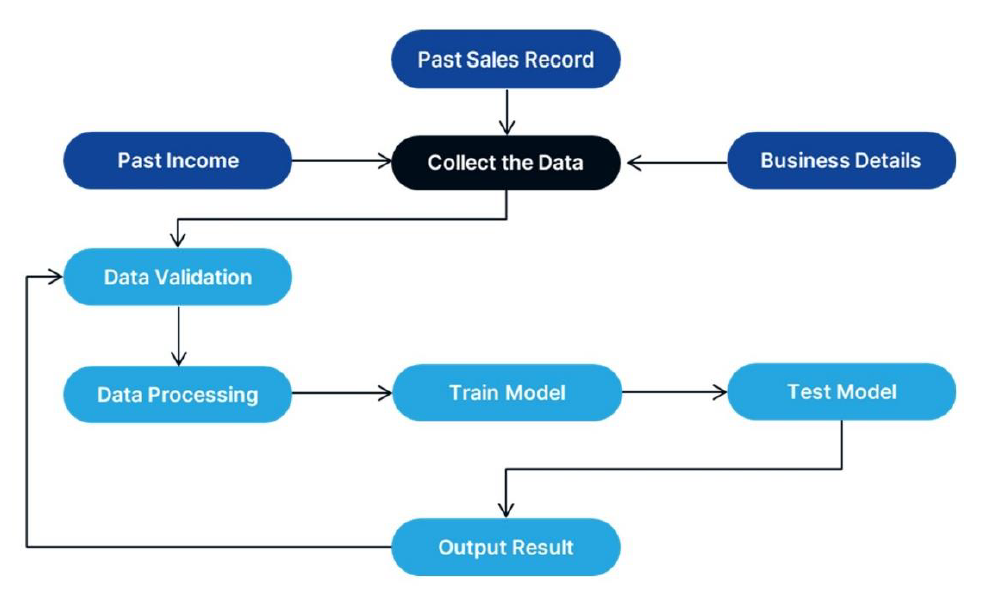 Past Sales Record
Past Income
Collect the Data
Business Details
Data Validation
Data Processing
Train Model
Test Model
Output Result